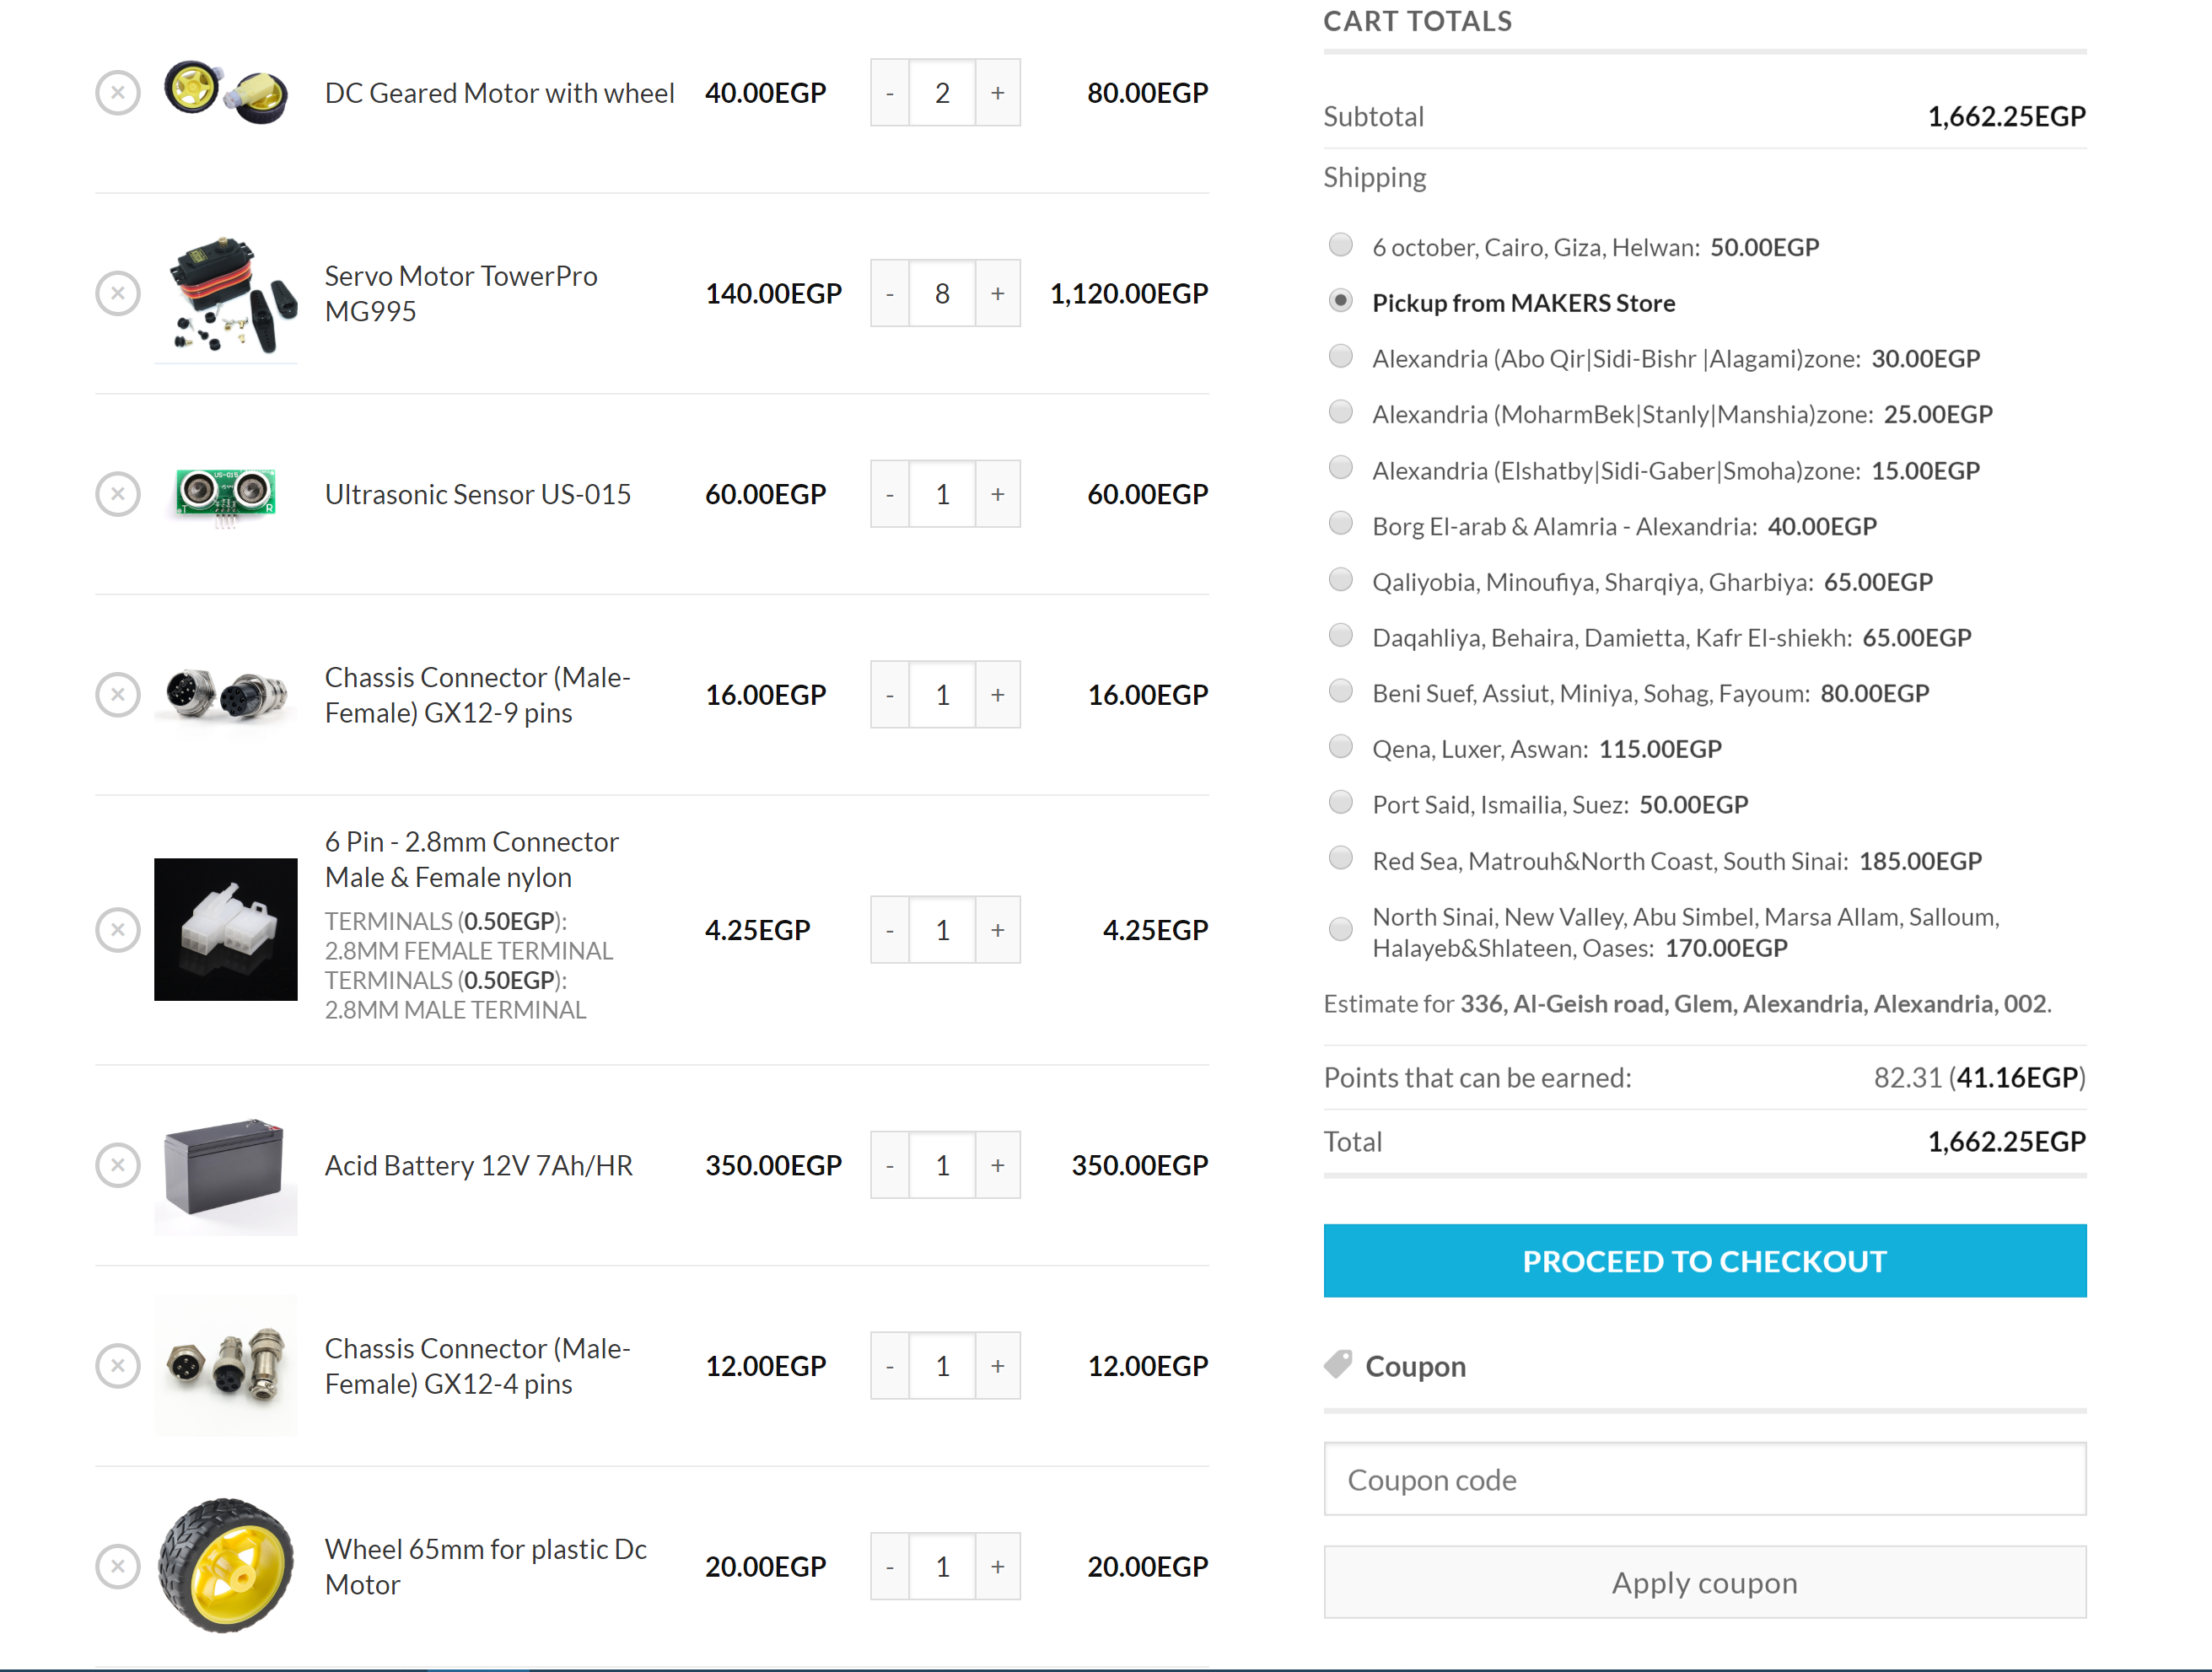 DC Geared Motor with wheel 40.00EGP - 2 + 80.00EGP
Servo Motor TowerPro
MG995
140.00EGP - 8 + 1,120.00EGP
US-015
T R
Ultrasonic Sensor US-015 60.00EGP - 1 + 60.00EGP
Chassis Connector (Male-
Female) GX12-9 pins
16.00EGP - 1 + 16.00EGP
6 Pin - 2.8mm Connector
Male & Female nylon
TERMINALS (0.50EGP):
2.8MM FEMALE TERMINAL
TERMINALS (0.50EGP):
2.8MM MALE TERMINAL
4.25EGP - 1 + 4.25EGP
Acid Battery 12V 7Ah/HR 350.00EGP - 1 + 350.00EGP
Chassis Connector (Male-
Female) GX12-4 pins
12.00EGP - 1 + 12.00EGP
Wheel 65mm for plastic Dc
Motor
20.00EGP - 1 + 20.00EGP
CART TOTALS
Subtotal 1,662.25EGP
Shipping
6 october, Cairo, Giza, Helwan: 50.00EGP
Pickup from MAKERS Store
Alexandria (Abo Qir|Sidi-Bishr |Alagami)zone: 30.00EGP
Alexandria (MoharmBek|Stanly|Manshia)zone: 25.00EGP
Alexandria (Elshatby|Sidi-Gaber|Smoha)zone: 15.00EGP
Borg El-arab & Alamria - Alexandria: 40.00EGP
Qaliyobia, Minoufiya, Sharqiya, Gharbiya: 65.00EGP
Daqahliya, Behaira, Damietta, Kafr El-shiekh: 65.00EGP
Beni Suef, Assiut, Miniya, Sohag, Fayoum: 80.00EGP
Qena, Luxer, Aswan: 115.00EGP
Port Said, Ismailia, Suez: 50.00EGP
Red Sea, Matrouh&North Coast, South Sinai: 185.00EGP
North Sinai, New Valley, Abu Simbel, Marsa Allam, Salloum,
Halayeb&Shlateen, Oases: 170.00EGP
Estimate for 336, Al-Geish road, Glem, Alexandria, Alexandria, 002.
Points that can be earned: 82.31 (41.16EGP)
Total 1,662.25EGP
PROCEED TO CHECKOUT
Coupon
Coupon code
Apply coupon